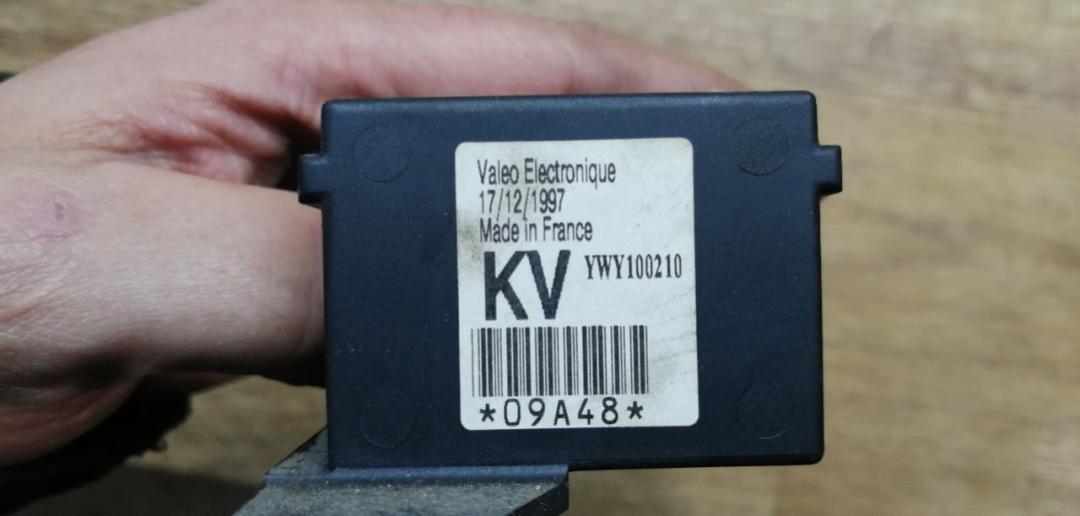 Valeo Electronique
17/12/1997
Made in France
KV YWY100210
*09A48*